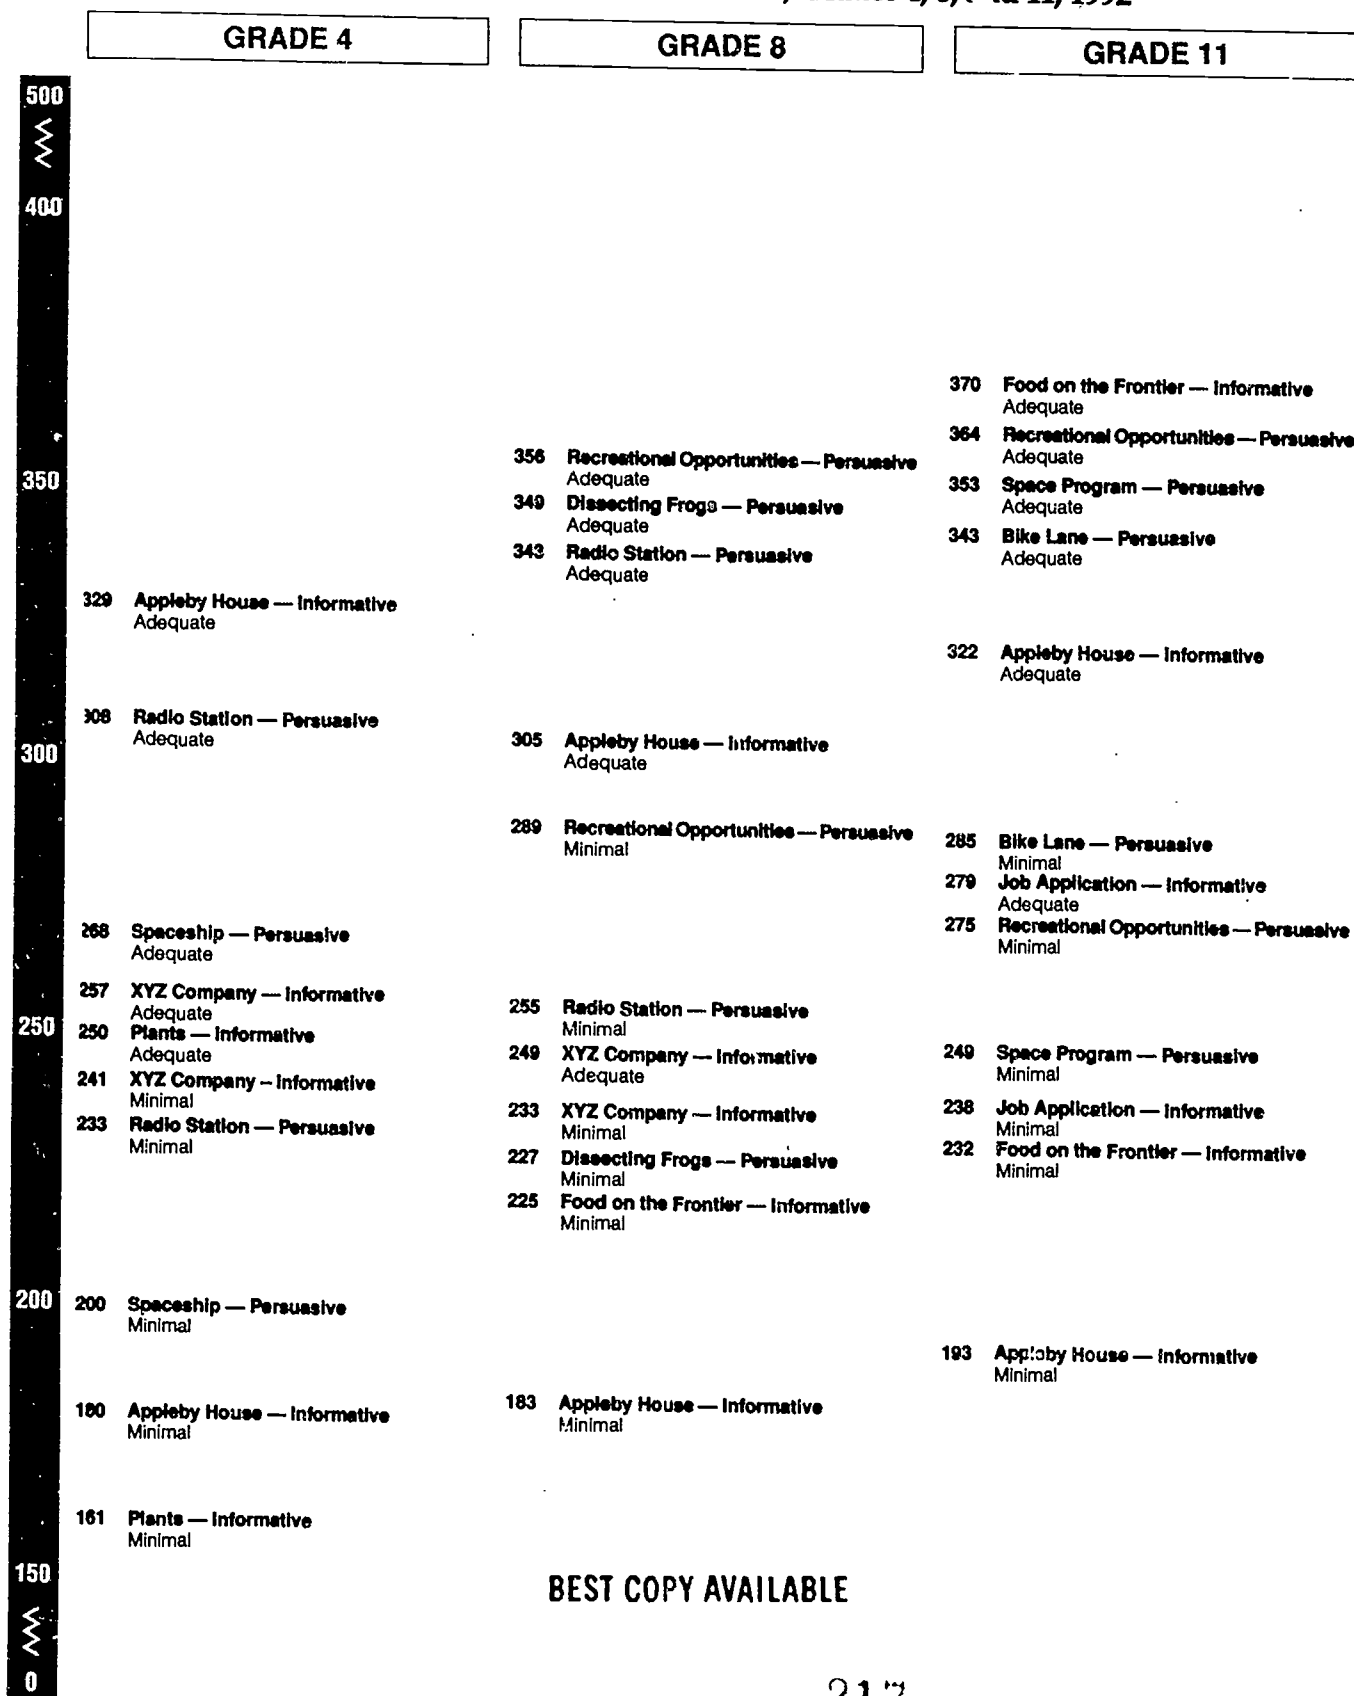 11, 1992
GRADE 4
GRADE 8
GRADE 11
500
400
350
300
250
200
150
0
329 Appleby House — Informative
Adequate
308 Radio Station — Persuasive
Adequate
268 Spaceship — Persuasive
Adequate
257 XYZ Company — Informative
Adequate
250 Plants — Informative
Adequate
241 XYZ Company – Informative
Minimal
233 Radio Station — Persuasive
Minimal
200 Spaceship — Persuasive
Minimal
180 Appleby House — Informative
Minimal
161 Plants — Informative
Minimal
356 Recreational Opportunities — Persuasive
Adequate
349 Dissecting Frogs — Persuasive
Adequate
343 Radio Station — Persuasive
Adequate
305 Appleby House — Informative
Adequate
289 Recreational Opportunities — Persuasive
Minimal
255 Radio Station — Persuasive
Minimal
249 XYZ Company — Informative
Adequate
233 XYZ Company — Informative
Minimal
227 Dissecting Frogs — Persuasive
Minimal
225 Food on the Frontier — Informative
Minimal
183 Appleby House — Informative
Minimal
370 Food on the Frontier — Informative
Adequate
364 Recreational Opportunities — Persuasive
Adequate
353 Space Program — Persuasive
Adequate
343 Bike Lane — Persuasive
Adequate
322 Appleby House — Informative
Adequate
285 Bike Lane — Persuasive
Minimal
279 Job Application — Informative
Adequate
275 Recreational Opportunities — Persuasive
Minimal
249 Space Program — Persuasive
Minimal
238 Job Application — Informative
Minimal
232 Food on the Frontier — Informative
Minimal
193 Appleby House — Informative
Minimal
BEST COPY AVAILABLE
217